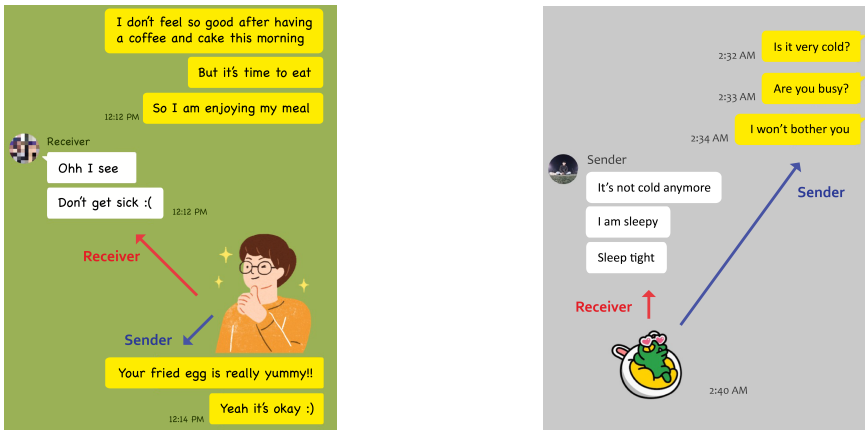 I don't feel so good after having
a coffee and cake this morning
But it's time to eat
So I am enjoying my meal
12:12 PM
Receiver
Ohh I see
Don't get sick :(
12:12 PM
Receiver
Sender
Your fried egg is really yummy!!
Yeah it's okay :)
12:14 PM
Is it very cold?
2:32 AM
Are you busy?
2:33 AM
I won't bother you
2:34 AM
Sender
It's not cold anymore
I am sleepy
Sleep tight
Sender
Receiver
2:40 AM